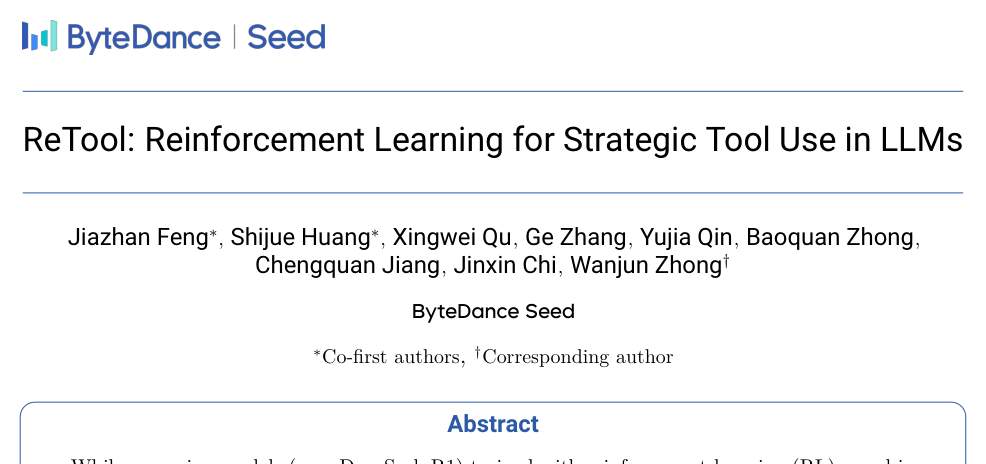 ByteDance | Seed
ReTool: Reinforcement Learning for Strategic Tool Use in LLMs
Jiazhan Feng*, Shijue Huang*, Xingwei Qu, Ge Zhang, Yujia Qin, Baoquan Zhong,
Chengquan Jiang, Jinxin Chi, Wanjun Zhong†
ByteDance Seed
*Co-first authors, †Corresponding author
Abstract